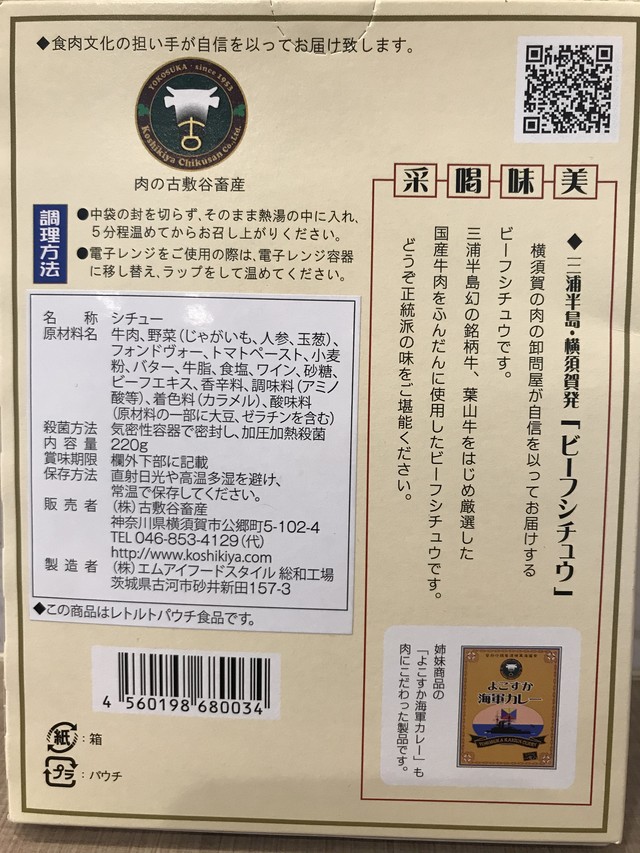 ◆食肉文化の担い手が自信を以ってお届け致します。
YOKOSUKA・since 1953
Koshikiya Chikusan Co.,Ltd.
肉の古敷谷畜産
調理方法
●中袋の封を切らず、そのまま熱湯の中に入れ、
５分程温めてからお召し上がりください。
●電子レンジをご使用の際は、電子レンジ容器
に移し替え、ラップをして温めてください。
名称 シチュー
原材料名 牛肉、野菜（じゃがいも、人参、玉葱）、
フォンドヴォー、トマトペースト、小麦
粉、バター、牛脂、食塩、ワイン、砂糖、
ビーフエキス、香辛料、調味料（アミノ
酸等）、着色料（カラメル）、酸味料
（原材料の一部に大豆、ゼラチンを含む）
殺菌方法 気密性容器で密封し、加圧加熱殺菌
内容量 220g
賞味期限 欄外下部に記載
保存方法 直射日光や高温多湿を避け、
常温で保存してください。
販売者 （株）古敷谷畜産
神奈川県横須賀市公郷町5-102-4
TEL 046-853-4129（代）
http://www.koshikiya.com
製造者 （株）エムアイフードスタイル 総和工場
茨城県古河市砂井新田157-3
◆この商品はレトルトパウチ食品です。
4 560198 680034
紙：箱
プラ：パウチ
采喝味美
◆三浦半島・横須賀発「ビーフシチュウ」
横須賀の肉の卸問屋が自信を以ってお届けする
ビーフシチュウです。
三浦半島幻の銘柄牛、葉山牛をはじめ厳選した
国産牛肉をふんだんに使用したビーフシチュウです。
どうぞ正統派の味をご堪能ください。
姉妹商品の
「よこすか海軍カレー」も
肉にこだわった製品です。
よこすか
海軍カレー